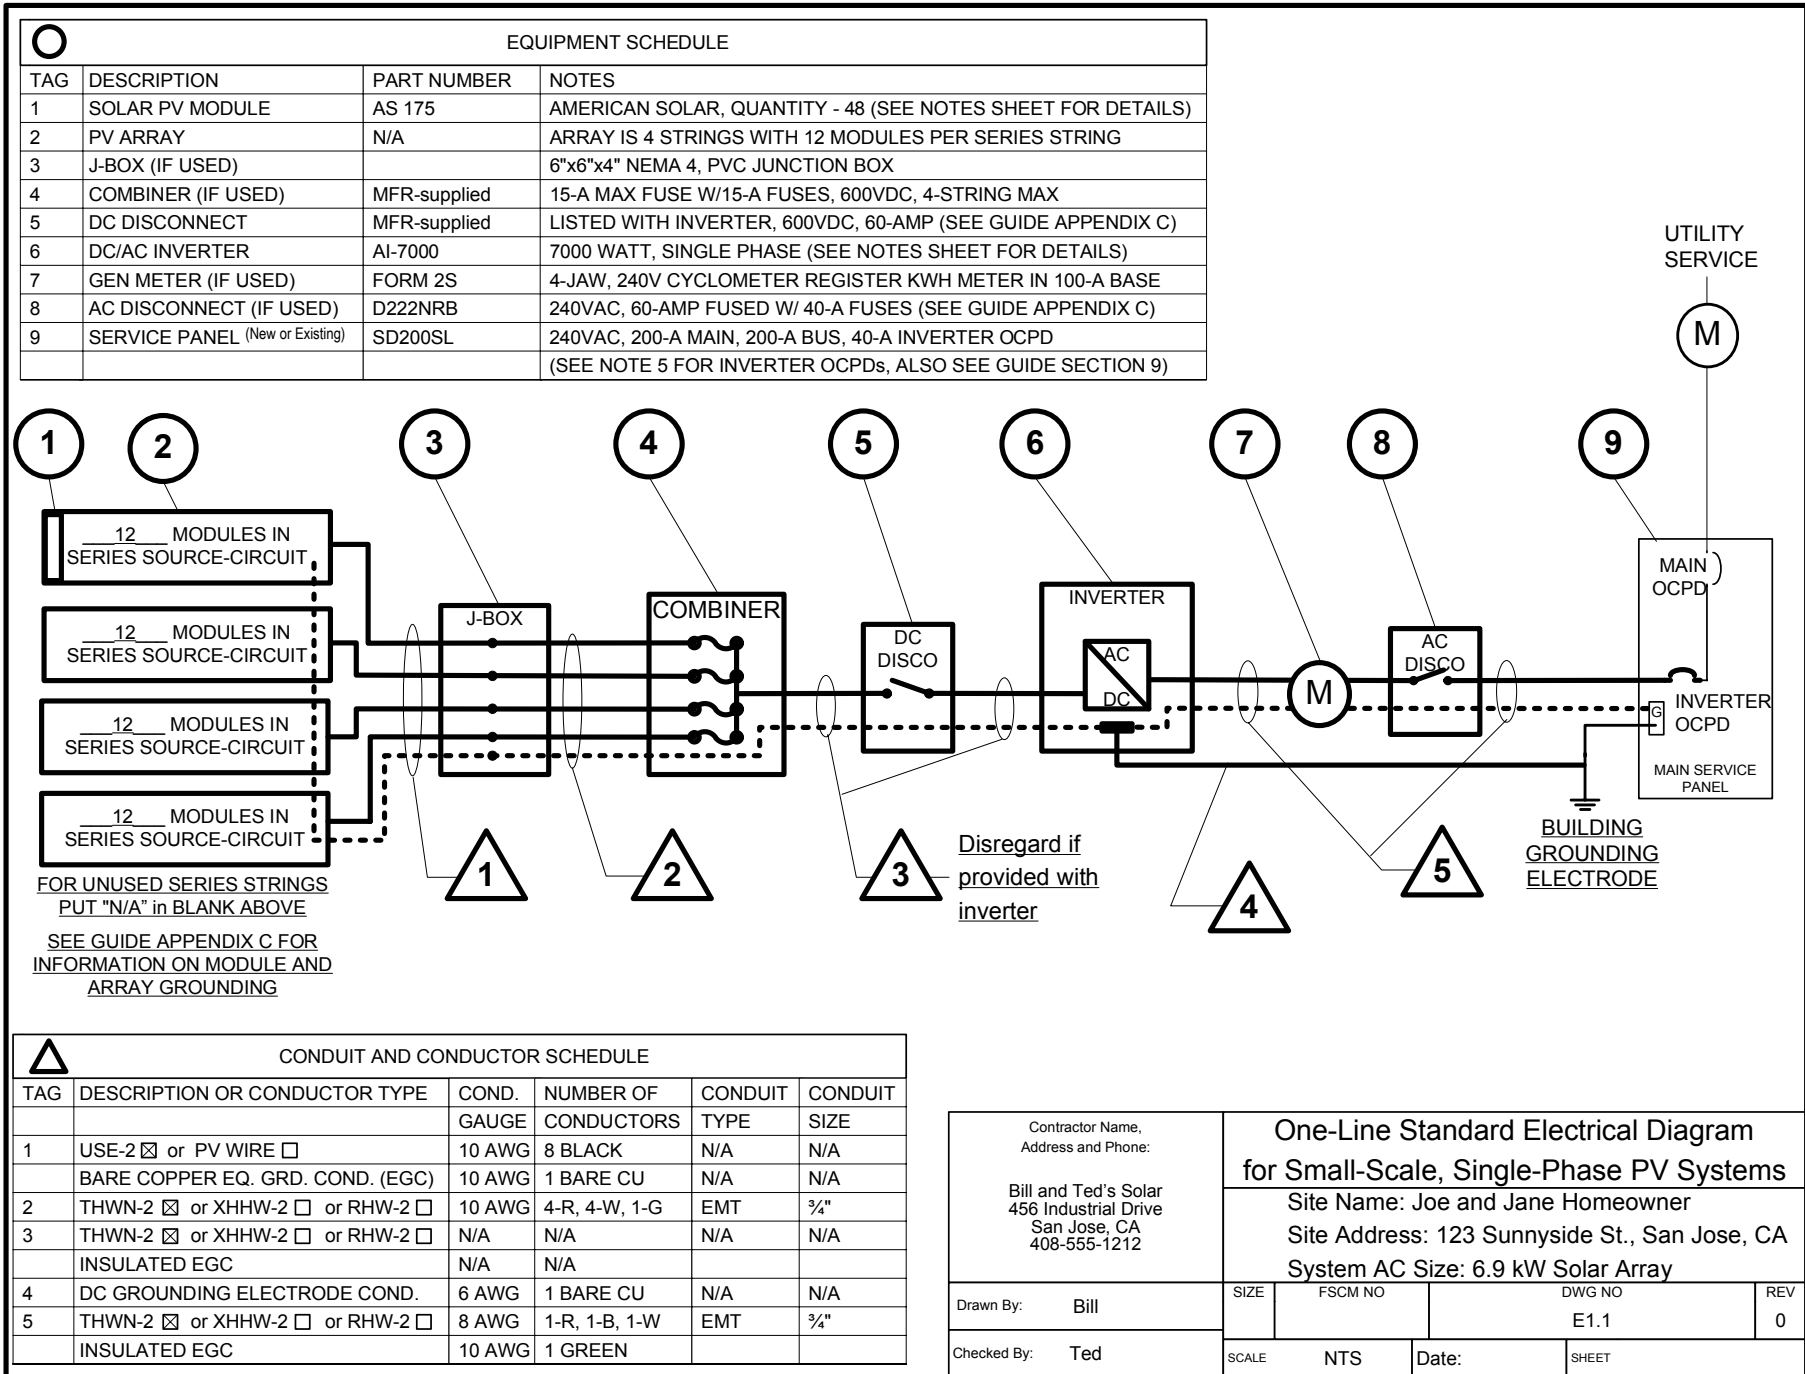 EQUIPMENT SCHEDULE
TAG DESCRIPTION PART NUMBER NOTES
1 SOLAR PV MODULE AS 175 AMERICAN SOLAR, QUANTITY - 48 (SEE NOTES SHEET FOR DETAILS)
2 PV ARRAY N/A ARRAY IS 4 STRINGS WITH 12 MODULES PER SERIES STRING
3 J-BOX (IF USED) 6"x6"x4" NEMA 4, PVC JUNCTION BOX
4 COMBINER (IF USED) MFR-supplied 15-A MAX FUSE W/15-A FUSES, 600VDC, 4-STRING MAX
5 DC DISCONNECT MFR-supplied LISTED WITH INVERTER, 600VDC, 60-AMP (SEE GUIDE APPENDIX C)
6 DC/AC INVERTER AI-7000 7000 WATT, SINGLE PHASE (SEE NOTES SHEET FOR DETAILS)
7 GEN METER (IF USED) FORM 2S 4-JAW, 240V CYCLOMETER REGISTER KWH METER IN 100-A BASE
8 AC DISCONNECT (IF USED) D222NRB 240VAC, 60-AMP FUSED W/ 40-A FUSES (SEE GUIDE APPENDIX C)
9 SERVICE PANEL (New or Existing) SD200SL 240VAC, 200-A MAIN, 200-A BUS, 40-A INVERTER OCPD
(SEE NOTE 5 FOR INVERTER OCPDs, ALSO SEE GUIDE SECTION 9)
UTILITY
SERVICE
M
1 2 3 4 5 6 7 8 9
___12___ MODULES IN
SERIES SOURCE-CIRCUIT
___12___ MODULES IN
SERIES SOURCE-CIRCUIT
___12___ MODULES IN
SERIES SOURCE-CIRCUIT
___12___ MODULES IN
SERIES SOURCE-CIRCUIT
J-BOX
COMBINER
DC
DISCO
INVERTER
AC
DC
M
AC
DISCO
MAIN
OCPD
INVERTER
OCPD
G
MAIN SERVICE
PANEL
FOR UNUSED SERIES STRINGS
PUT "N/A" in BLANK ABOVE
SEE GUIDE APPENDIX C FOR
INFORMATION ON MODULE AND
ARRAY GROUNDING
1 2 3
Disregard if
provided with
inverter
4 5
BUILDING
GROUNDING
ELECTRODE
CONDUIT AND CONDUCTOR SCHEDULE
TAG DESCRIPTION OR CONDUCTOR TYPE COND. NUMBER OF CONDUIT CONDUIT
GAUGE CONDUCTORS TYPE SIZE
1 USE-2 ☒ or PV WIRE ☐ 10 AWG 8 BLACK N/A N/A
BARE COPPER EQ. GRD. COND. (EGC) 10 AWG 1 BARE CU N/A N/A
2 THWN-2 ☒ or XHHW-2 ☐ or RHW-2 ☐ 10 AWG 4-R, 4-W, 1-G EMT ¾"
3 THWN-2 ☒ or XHHW-2 ☐ or RHW-2 ☐ N/A N/A N/A N/A
INSULATED EGC N/A N/A
4 DC GROUNDING ELECTRODE COND. 6 AWG 1 BARE CU N/A N/A
5 THWN-2 ☒ or XHHW-2 ☐ or RHW-2 ☐ 8 AWG 1-R, 1-B, 1-W EMT ¾"
INSULATED EGC 10 AWG 1 GREEN
Contractor Name,
Address and Phone:
Bill and Ted's Solar
456 Industrial Drive
San Jose, CA
408-555-1212
Drawn By: Bill
Checked By: Ted
One-Line Standard Electrical Diagram
for Small-Scale, Single-Phase PV Systems
Site Name: Joe and Jane Homeowner
Site Address: 123 Sunnyside St., San Jose, CA
System AC Size: 6.9 kW Solar Array
SIZE FSCM NO DWG NO REV
E1.1 0
SCALE NTS Date: SHEET